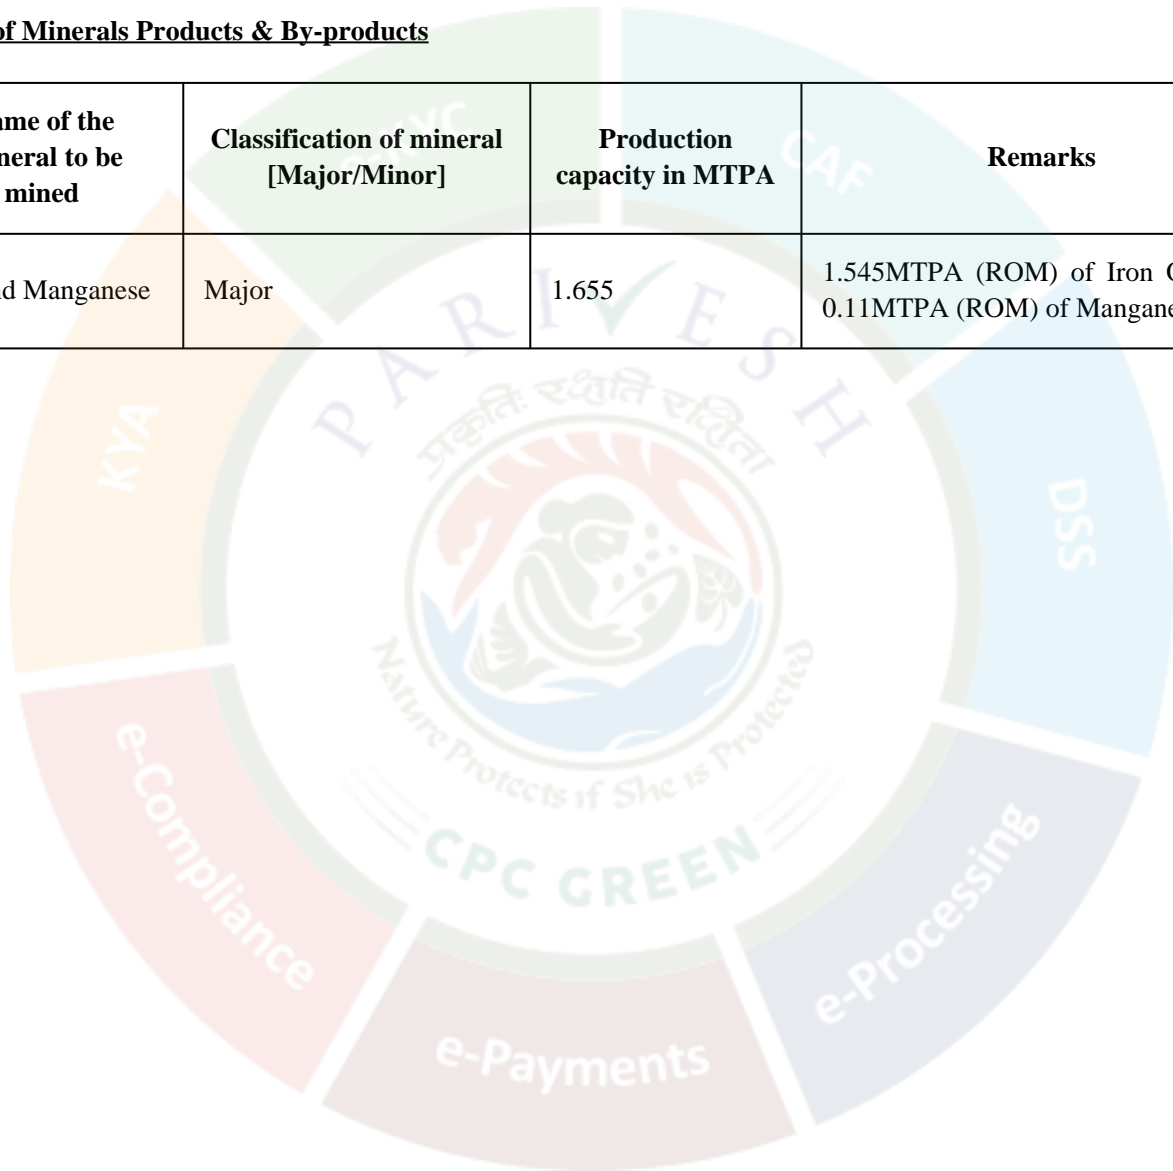 of Minerals Products & By-products
ame of the
neral to be
mined
Classification of mineral
[Major/Minor]
Production
capacity in MTPA
Remarks
nd Manganese
Major
1.655
1.545MTPA (ROM) of Iron
0.11MTPA (ROM) of Mangane
e-KYC
CAF
KYA
DSS
PARIVESH
प्रकृतिः रक्षति रक्षिता
Nature Protects if She is Protected
CPC GREEN
e-Compliance
e-Processing
e-Payments